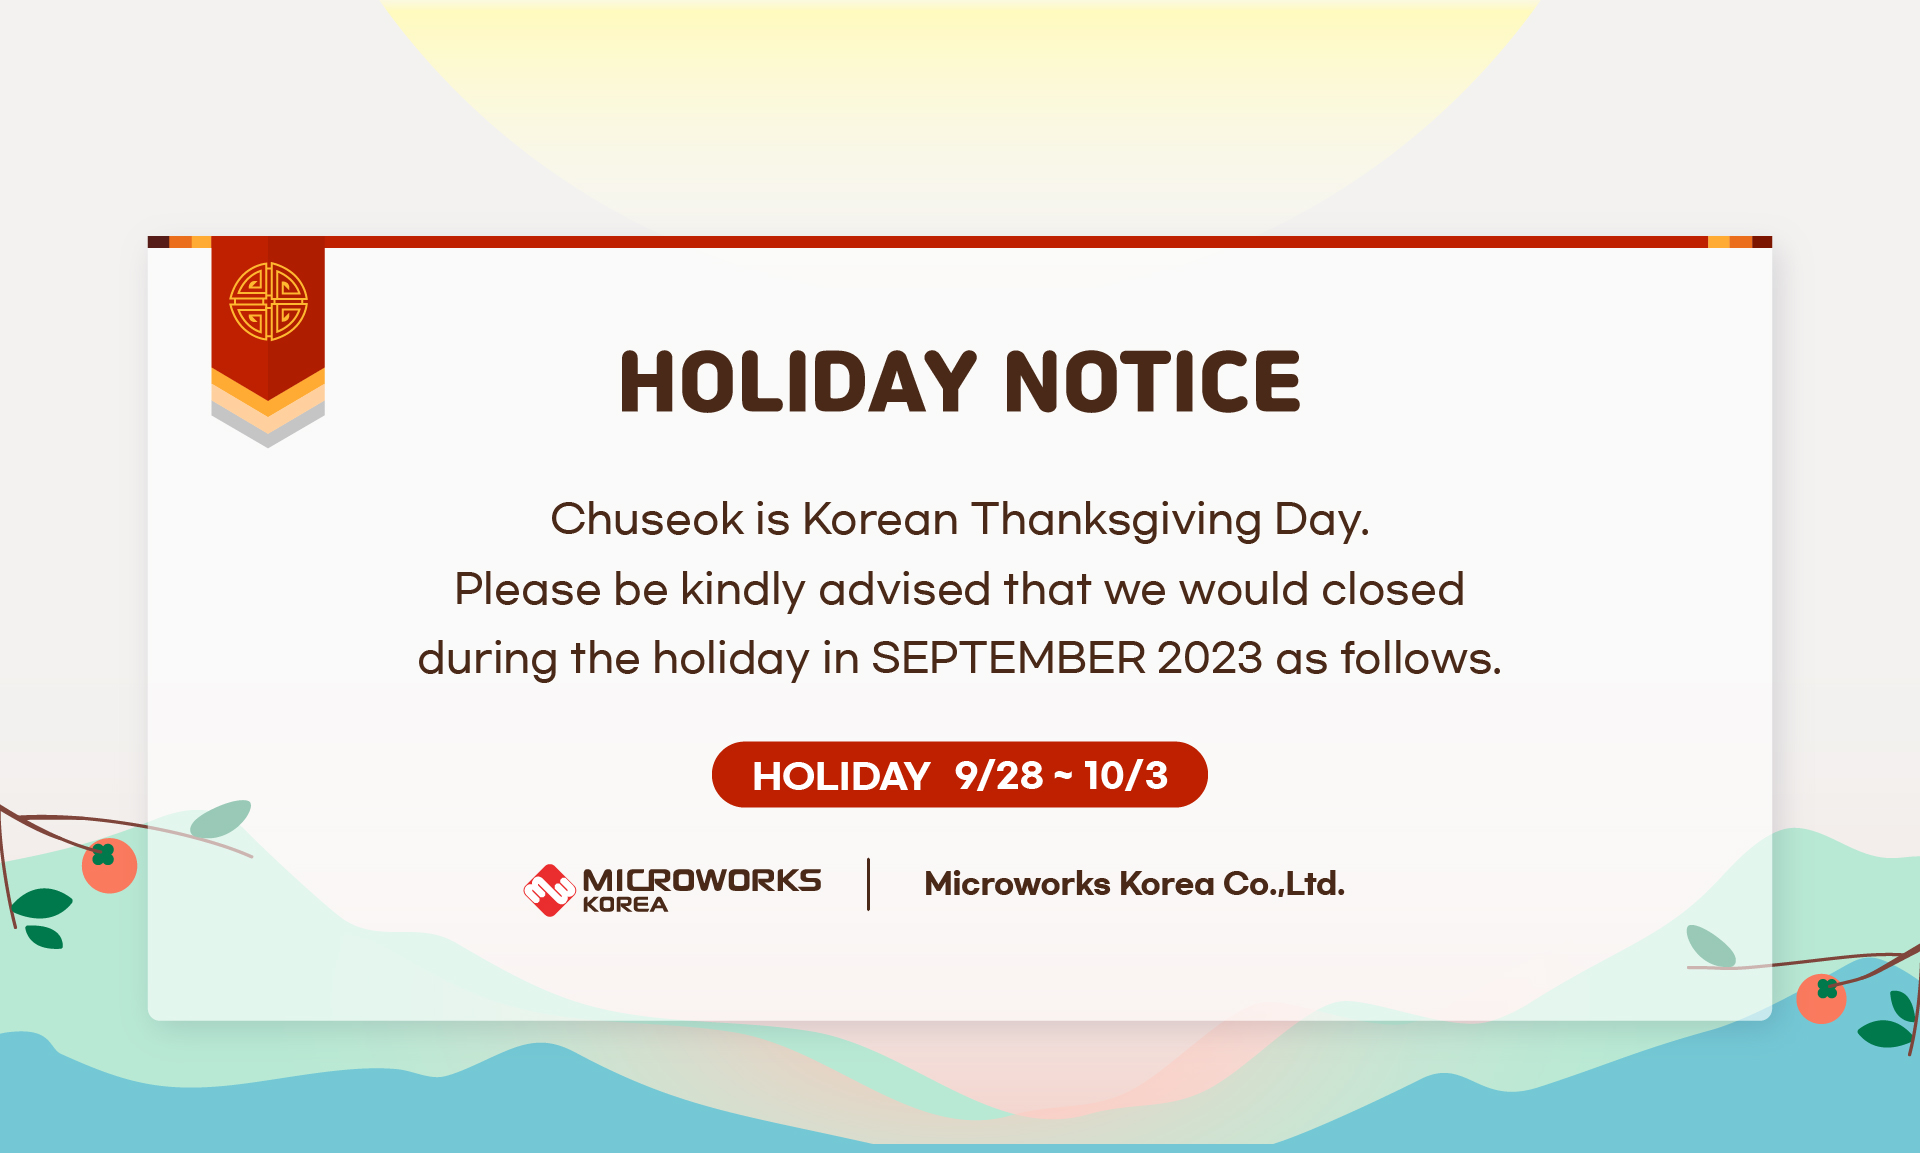 HOLIDAY NOTICE
Chuseok is Korean Thanksgiving Day.
Please be kindly advised that we would closed
during the holiday in SEPTEMBER 2023 as follows.
HOLIDAY 9/28 ~ 10/3
MICROWORKS
KOREA
Microworks Korea Co.,Ltd.